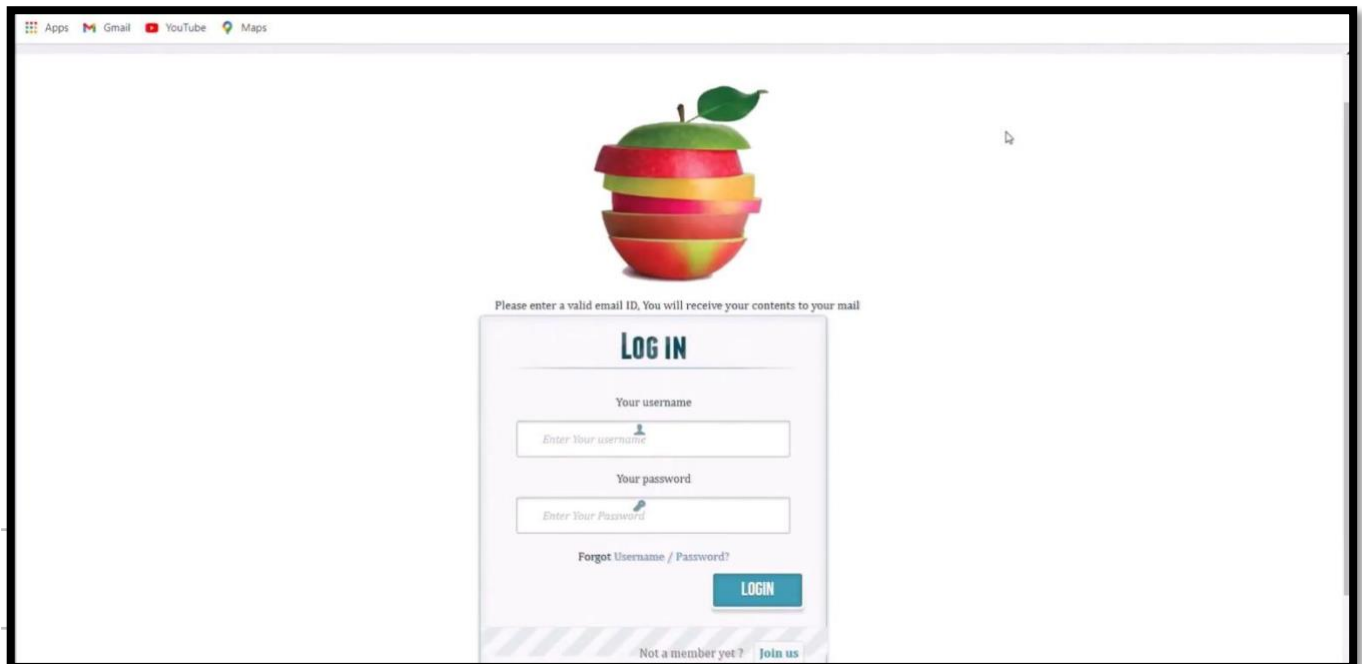 Apps Gmail YouTube Maps
Please enter a valid email ID, You will receive your contents to your mail
LOG IN
Your username
Enter Your username
Your password
Enter Your Password
Forgot Username / Password?
LOGIN
Not a member yet ? Join us